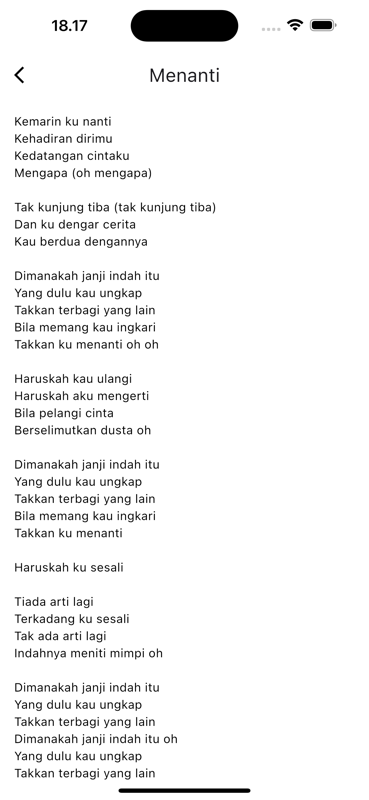 18.17
Menanti
Kemarin ku nanti
Kehadiran dirimu
Kedatangan cintaku
Mengapa (oh mengapa)
Tak kunjung tiba (tak kunjung tiba)
Dan ku dengar cerita
Kau berdua dengannya
Dimanakah janji indah itu
Yang dulu kau ungkap
Takkan terbagi yang lain
Bila memang kau ingkari
Takkan ku menanti oh oh
Haruskah kau ulangi
Haruskah aku mengerti
Bila pelangi cinta
Berselimutkan dusta oh
Dimanakah janji indah itu
Yang dulu kau ungkap
Takkan terbagi yang lain
Bila memang kau ingkari
Takkan ku menanti
Haruskah ku sesali
Tiada arti lagi
Terkadang ku sesali
Tak ada arti lagi
Indahnya meniti mimpi oh
Dimanakah janji indah itu
Yang dulu kau ungkap
Takkan terbagi yang lain
Dimanakah janji indah itu oh
Yang dulu kau ungkap
Takkan terbagi yang lain